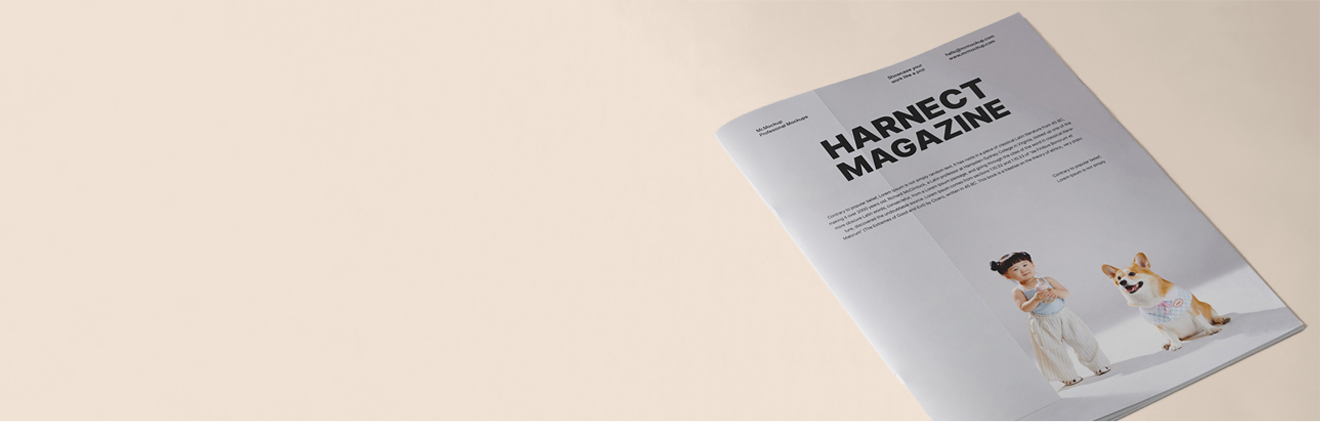 Mr.Mockup
Professional Mockups
Showcase your
work like a pro
hello@mrmockup.com
www.mrmockup.com
HARNECT
MAGAZINE
Contrary to popular belief, Lorem Ipsum is not simply random text. It has roots in a piece of classical Latin literature from 45 BC,
making it over 2000 years old. Richard McClintock, a Latin professor at Hampden-Sydney College in Virginia, looked up one of the
more obscure Latin words, consectetur, from a Lorem Ipsum passage, and going through the cites of the word in classical
discovered the undoubtable source. Lorem Ipsum comes from sections 1.10.32 and 1.10.33 of "de Finibus Bonorum et
Malorum" (The Extremes of Good and Evil) by Cicero, written in 45 BC. This book is a treatise on the theory of ethics, very popu-
Contrary to popular belief,
Lorem Ipsum is not simply